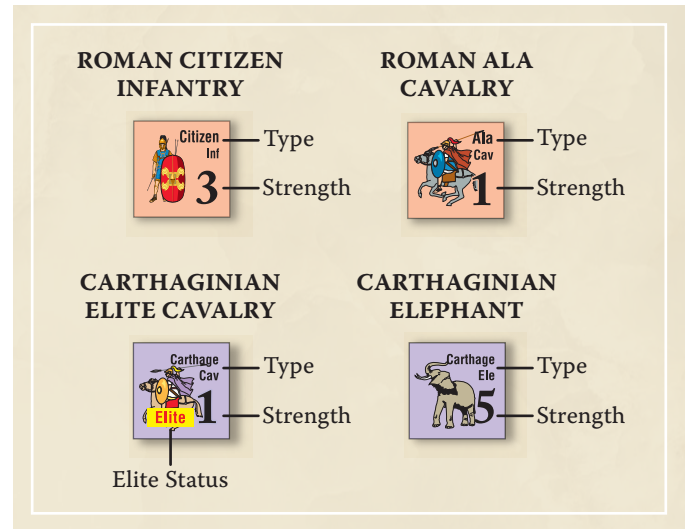 ROMAN CITIZEN
INFANTRY
Citizen
Inf
3
Type
Strength
ROMAN ALA
CAVALRY
Ala
Cav
1
Type
Strength
CARTHAGINIAN
ELITE CAVALRY
Carthage
Cav
Elite
1
Type
Strength
Elite Status
CARTHAGINIAN
ELEPHANT
Carthage
Ele
5
Type
Strength